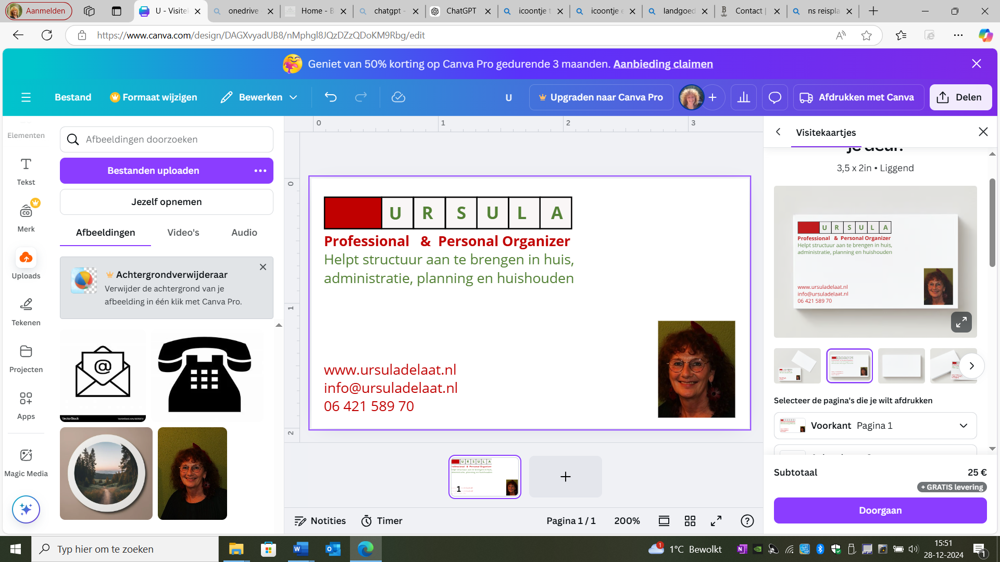 Aanmelden
U - Visitek
onedrive
Home - B
chatgpt -
ChatGPT
icoontje t
icoontje e
landgoed
Contact |
ns reispla
https://www.canva.com/design/DAGXvyadUB8/nMphgl8JQzDZzQDoKM9Rbg/edit
Geniet van 50% korting op Canva Pro gedurende 3 maanden. Aanbieding claimen
Bestand
Formaat wijzigen
Bewerken
U
Upgraden naar Canva Pro
Afdrukken met Canva
Delen
Elementen
Tekst
Merk
Uploads
Tekenen
Projecten
Apps
Magic Media
Afbeeldingen doorzoeken
Bestanden uploaden
Jezelf opnemen
Afbeeldingen Video's Audio
Achtergrondverwijderaar
Verwijder de achtergrond van je
afbeelding in één klik met Canva Pro.
VectorStock
0 1 2 3
0
1
2
U R S U L A
Professional & Personal Organizer
Helpt structuur aan te brengen in huis,
administratie, planning en huishouden
www.ursuladelaat.nl
info@ursuladelaat.nl
06 421 589 70
1
Notities
Timer
Pagina 1 / 1
200%
Visitekaartjes
je deur.
3,5 x 2in • Liggend
U R S U L A
Professional & Personal Organizer
Helpt structuur aan te brengen in huis,
administratie, planning en huishouden
www.ursuladelaat.nl
info@ursuladelaat.nl
06 421 589 70
Selecteer de pagina's die je wilt afdrukken
Voorkant Pagina 1
Subtotaal 25 €
+ GRATIS levering
Doorgaan
Typ hier om te zoeken
1°C Bewolkt
15:51
28-12-2024